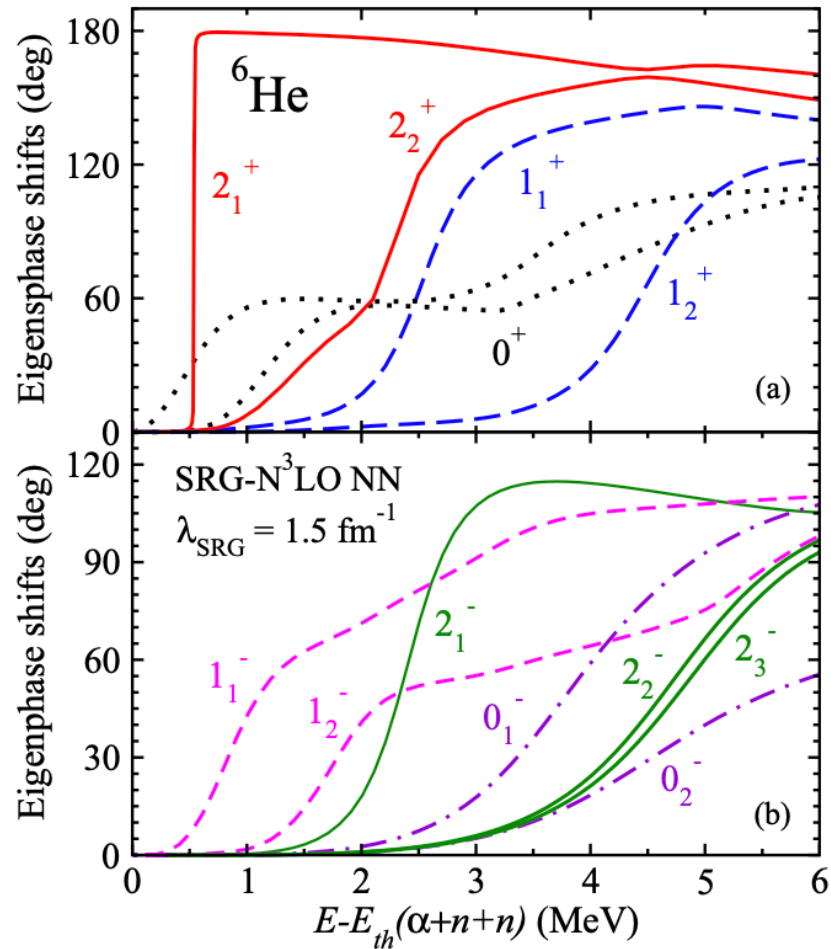 180
120
60
0
Eigensphase shifts (deg)
⁶He
2₁⁺
2₂⁺
1₁⁺
1₂⁺
0⁺
(a)
120
90
60
30
0
Eigenphase shifts (deg)
SRG-N³LO NN
λ_SRG = 1.5 fm⁻¹
1₁⁻
1₂⁻
2₁⁻
0₁⁻
2₂⁻
2₃⁻
0₂⁻
(b)
0 1 2 3 4 5 6
E-E_th(α+n+n) (MeV)